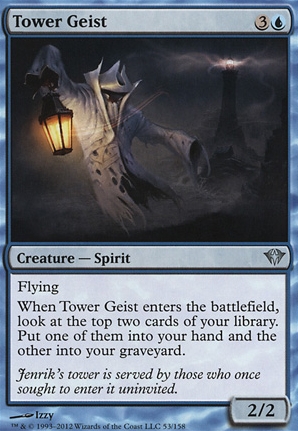 Tower Geist 3
Creature — Spirit
Flying
When Tower Geist enters the battlefield,
look at the top two cards of your library.
Put one of them into your hand and the
other into your graveyard.
Jenrik's tower is served by those who once
sought to enter it uninvited.
Izzy
™ & © 1993–2012 Wizards of the Coast LLC 53/158
2/2